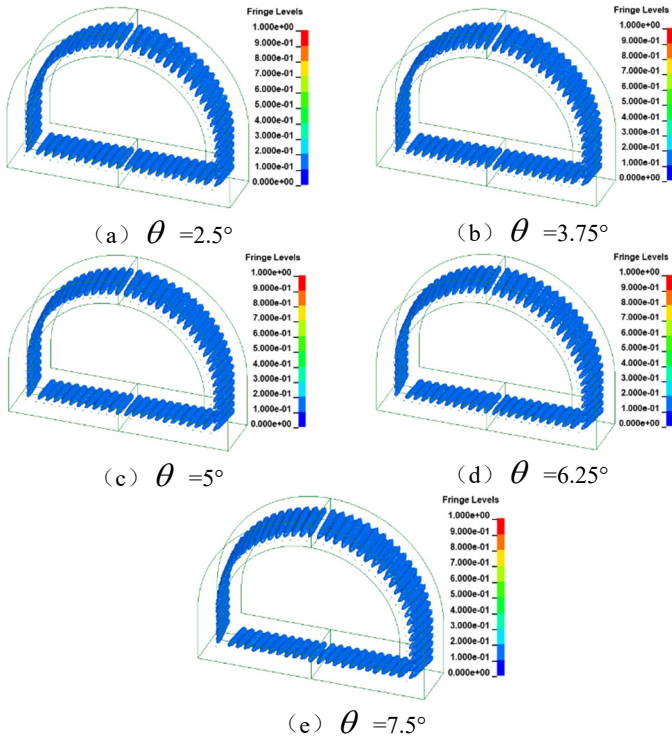 Fringe Levels
1.000e+00
9.000e-01
8.000e-01
7.000e-01
6.000e-01
5.000e-01
4.000e-01
3.000e-01
2.000e-01
1.000e-01
0.000e+00
(a) θ =2.5°
Fringe Levels
1.000e+00
9.000e-01
8.000e-01
7.000e-01
6.000e-01
5.000e-01
4.000e-01
3.000e-01
2.000e-01
1.000e-01
0.000e+00
(b) θ =3.75°
Fringe Levels
1.000e+00
9.000e-01
8.000e-01
7.000e-01
6.000e-01
5.000e-01
4.000e-01
3.000e-01
2.000e-01
1.000e-01
0.000e+00
(c) θ =5°
Fringe Levels
1.000e+00
9.000e-01
8.000e-01
7.000e-01
6.000e-01
5.000e-01
4.000e-01
3.000e-01
2.000e-01
1.000e-01
0.000e+00
(d) θ =6.25°
Fringe Levels
1.000e+00
9.000e-01
8.000e-01
7.000e-01
6.000e-01
5.000e-01
4.000e-01
3.000e-01
2.000e-01
1.000e-01
0.000e+00
(e) θ =7.5°